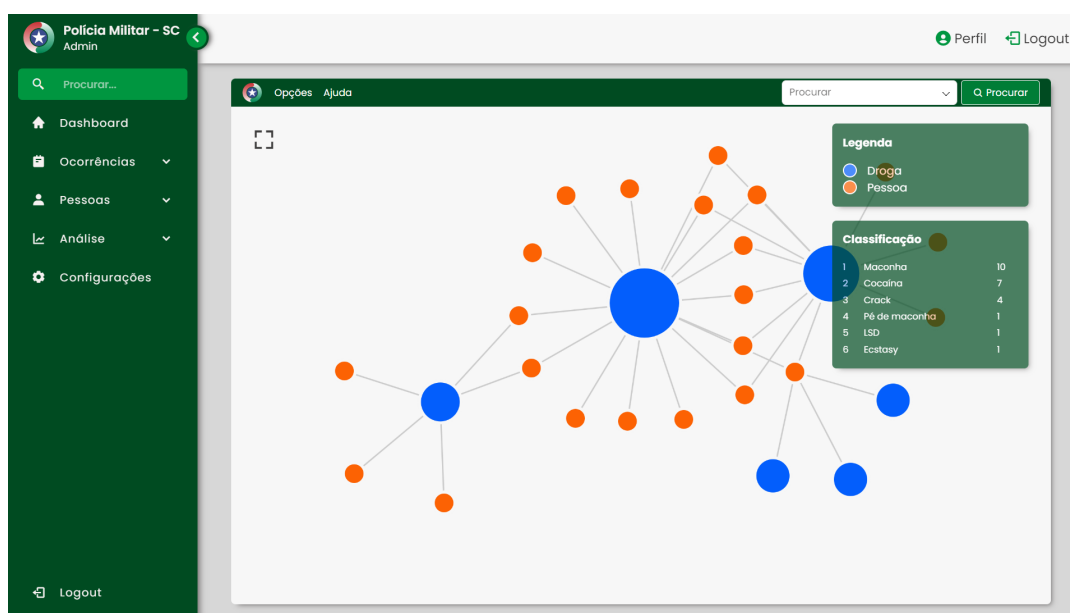 Polícia Militar - SC
Admin
Perfil
Logout
Procurar...
Dashboard
Ocorrências
Pessoas
Análise
Configurações
Logout
Opções Ajuda
Procurar
Procurar
Legenda
Droga
Pessoa
Classificação
1 Maconha 10
2 Cocaína 7
3 Crack 4
4 Pé de maconha 1
5 LSD 1
6 Ecstasy 1